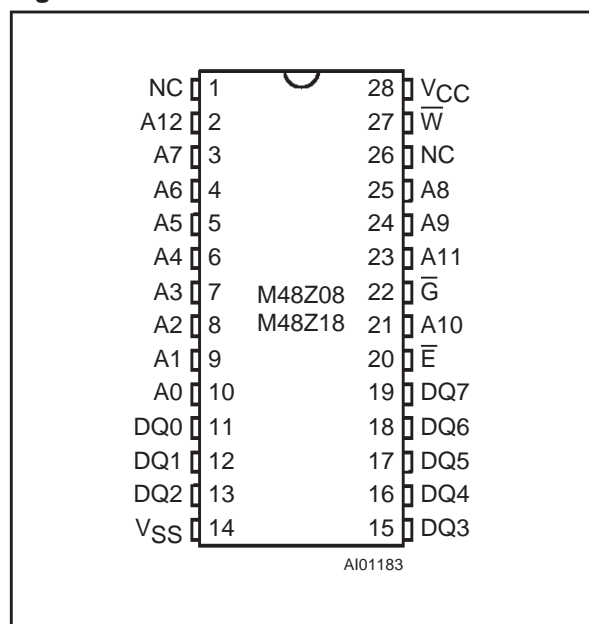 NC 1 28 VCC
A12 2 27 W̅
A7 3 26 NC
A6 4 25 A8
A5 5 24 A9
A4 6 23 A11
A3 7 M48Z08 22 G̅
A2 8 M48Z18 21 A10
A1 9 20 E̅
A0 10 19 DQ7
DQ0 11 18 DQ6
DQ1 12 17 DQ5
DQ2 13 16 DQ4
VSS 14 15 DQ3
AI01183